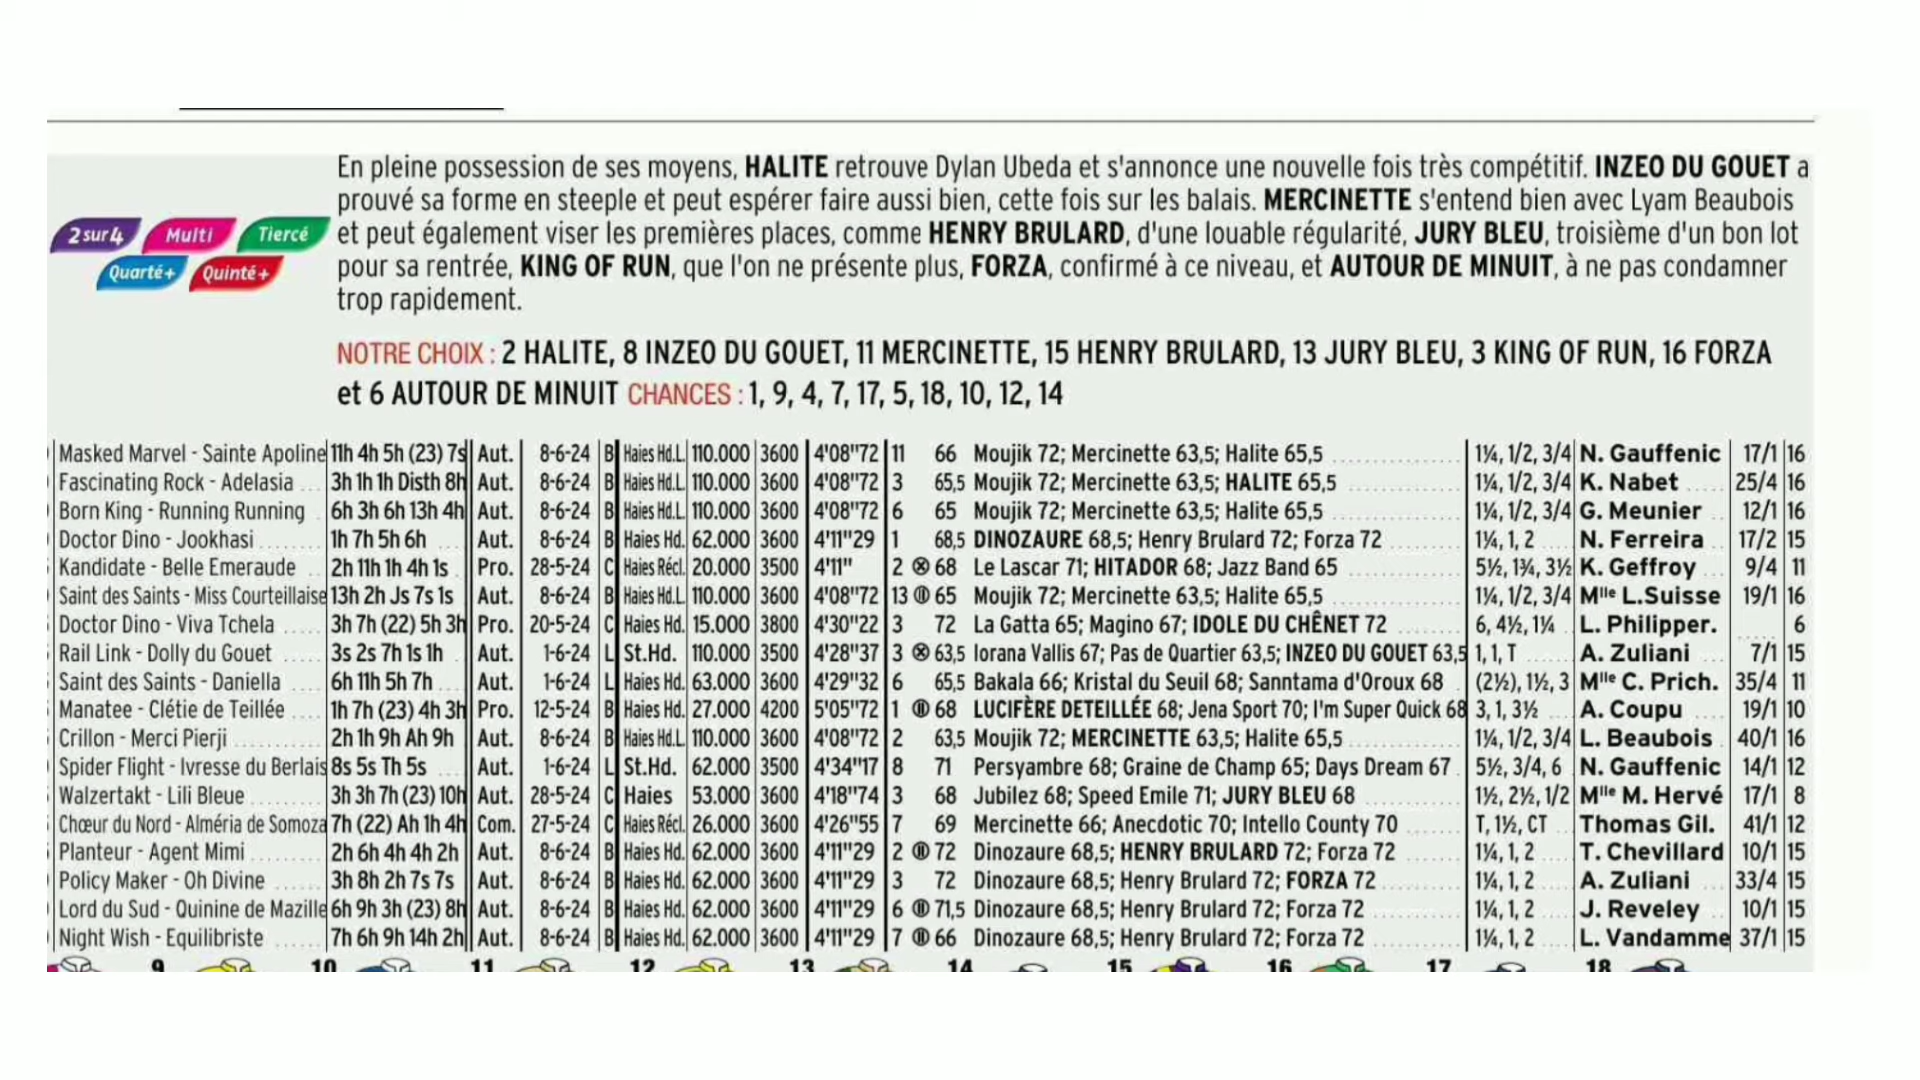 En pleine possession de ses moyens, HALITE retrouve Dylan Ubeda et s'annonce une nouvelle fois très compétitif. INZEO DU GOUET a
prouvé sa forme en steeple et peut espérer faire aussi bien, cette fois sur les balais. MERCINETTE s'entend bien avec Lyam Beaubois
2 sur 4 Multi Tiercé et peut également viser les premières places, comme HENRY BRULARD, d'une louable régularité, JURY BLEU, troisième d'un bon lot
Quarté+ Quinté+ pour sa rentrée, KING OF RUN, que l'on ne présente plus, FORZA, confirmé à ce niveau, et AUTOUR DE MINUIT, à ne pas condamner
trop rapidement.
NOTRE CHOIX : 2 HALITE, 8 INZEO DU GOUET, 11 MERCINETTE, 15 HENRY BRULARD, 13 JURY BLEU, 3 KING OF RUN, 16 FORZA
et 6 AUTOUR DE MINUIT CHANCES : 1, 9, 4, 7, 17, 5, 18, 10, 12, 14
Masked Marvel - Sainte Apoline 11h 4h 5h (23) 7s Aut. 8-6-24 B Haies Hd.L 110.000 3600 4'08"72 11 66 Moujik 72; Mercinette 63,5; Halite 65,5 1¼, 1/2, 3/4 N. Gauffenic 17/1 16
Fascinating Rock - Adelasia 3h 1h 1h Disth 8h Aut. 8-6-24 B Haies Hd.L 110.000 3600 4'08"72 3 65,5 Moujik 72; Mercinette 63,5; HALITE 65,5 1¼, 1/2, 3/4 K. Nabet 25/4 16
Born King - Running Running 6h 3h 6h 13h 4h Aut. 8-6-24 B Haies Hd.L 110.000 3600 4'08"72 6 65 Moujik 72; Mercinette 63,5; Halite 65,5 1¼, 1/2, 3/4 G. Meunier 12/1 16
Doctor Dino - Jookhasi 1h 7h 5h 6h Aut. 8-6-24 B Haies Hd. 62.000 3600 4'11"29 1 68,5 DINOZAURE 68,5; Henry Brulard 72; Forza 72 1¼, 1, 2 N. Ferreira 17/2 15
Kandidate - Belle Emeraude 2h 11h 1h 4h 1s Pro. 28-5-24 C Haies Récl. 20.000 3500 4'11" 2 ⊗ 68 Le Lascar 71; HITADOR 68; Jazz Band 65 5½, 1¾, 3½ K. Geffroy 9/4 11
Saint des Saints - Miss Courteillaise 13h 2h Js 7s 1s Aut. 8-6-24 B Haies Hd.L 110.000 3600 4'08"72 13 65 Moujik 72; Mercinette 63,5; Halite 65,5 1¼, 1/2, 3/4 Mlle L.Suisse 19/1 16
Doctor Dino - Viva Tchela 3h 7h (22) 5h 3h Pro. 20-5-24 C Haies Hd. 15.000 3800 4'30"22 3 72 La Gatta 65; Magino 67; IDOLE DU CHÊNET 72 6, 4½, 1¼ L. Philipper. 6
Rail Link - Dolly du Gouet 3s 2s 7h 1s 1h Aut. 1-6-24 L St.Hd. 110.000 3500 4'28"37 3 ⊗ 63,5 Iorana Vallis 67; Pas de Quartier 63,5; INZEO DU GOUET 63,5 1, 1, T A. Zuliani 7/1 15
Saint des Saints - Daniella 6h 11h 5h 7h Aut. 1-6-24 L Haies Hd. 63.000 3600 4'29"32 6 65,5 Bakala 66; Kristal du Seuil 68; Sanntama d'Oroux 68 (2½), 1½, 3 Mlle C. Prich. 35/4 11
Manatee - Clétie de Teillée 1h 7h (23) 4h 3h Pro. 12-5-24 B Haies Hd. 27.000 4200 5'05"72 1 68 LUCIFÈRE DETEILLÉE 68; Jena Sport 70; I'm Super Quick 68 3, 1, 3½ A. Coupu 19/1 10
Crillon - Merci Pierji 2h 1h 9h Ah 9h Aut. 8-6-24 B Haies Hd.L 110.000 3600 4'08"72 2 63,5 Moujik 72; MERCINETTE 63,5; Halite 65,5 1¼, 1/2, 3/4 L. Beaubois 40/1 16
Spider Flight - Ivresse du Berlais 8s 5s Th 5s Aut. 1-6-24 L St.Hd. 62.000 3500 4'34"17 8 71 Persyambre 68; Graine de Champ 65; Days Dream 67 5½, 3/4, 6 N. Gauffenic 14/1 12
Walzertakt - Lili Bleue 3h 3h 7h (23) 10h Aut. 28-5-24 C Haies 53.000 3600 4'18"74 3 68 Jubilez 68; Speed Emile 71; JURY BLEU 68 1½, 2½, 1/2 Mlle M. Hervé 17/1 8
Chœur du Nord - Alméria de Somoza 7h (22) Ah 1h 4h Com. 27-5-24 C Haies Récl. 26.000 3600 4'26"55 7 69 Mercinette 66; Anecdotic 70; Intello County 70 T, 1½, CT Thomas Gil. 41/1 12
Planteur - Agent Mimi 2h 6h 4h 4h 2h Aut. 8-6-24 B Haies Hd. 62.000 3600 4'11"29 2 72 Dinozaure 68,5; HENRY BRULARD 72; Forza 72 1¼, 1, 2 T. Chevillard 10/1 15
Policy Maker - Oh Divine 3h 8h 2h 7s 7s Aut. 8-6-24 B Haies Hd. 62.000 3600 4'11"29 3 72 Dinozaure 68,5; Henry Brulard 72; FORZA 72 1¼, 1, 2 A. Zuliani 33/4 15
Lord du Sud - Quinine de Mazille 6h 9h 3h (23) 8h Aut. 8-6-24 B Haies Hd. 62.000 3600 4'11"29 6 71,5 Dinozaure 68,5; Henry Brulard 72; Forza 72 1¼, 1, 2 J. Reveley 10/1 15
Night Wish - Equilibriste 7h 6h 9h 14h 2h Aut. 8-6-24 B Haies Hd. 62.000 3600 4'11"29 7 66 Dinozaure 68,5; Henry Brulard 72; Forza 72 1¼, 1, 2 L. Vandamme 37/1 15
9 10 11 12 13 14 15 16 17 18